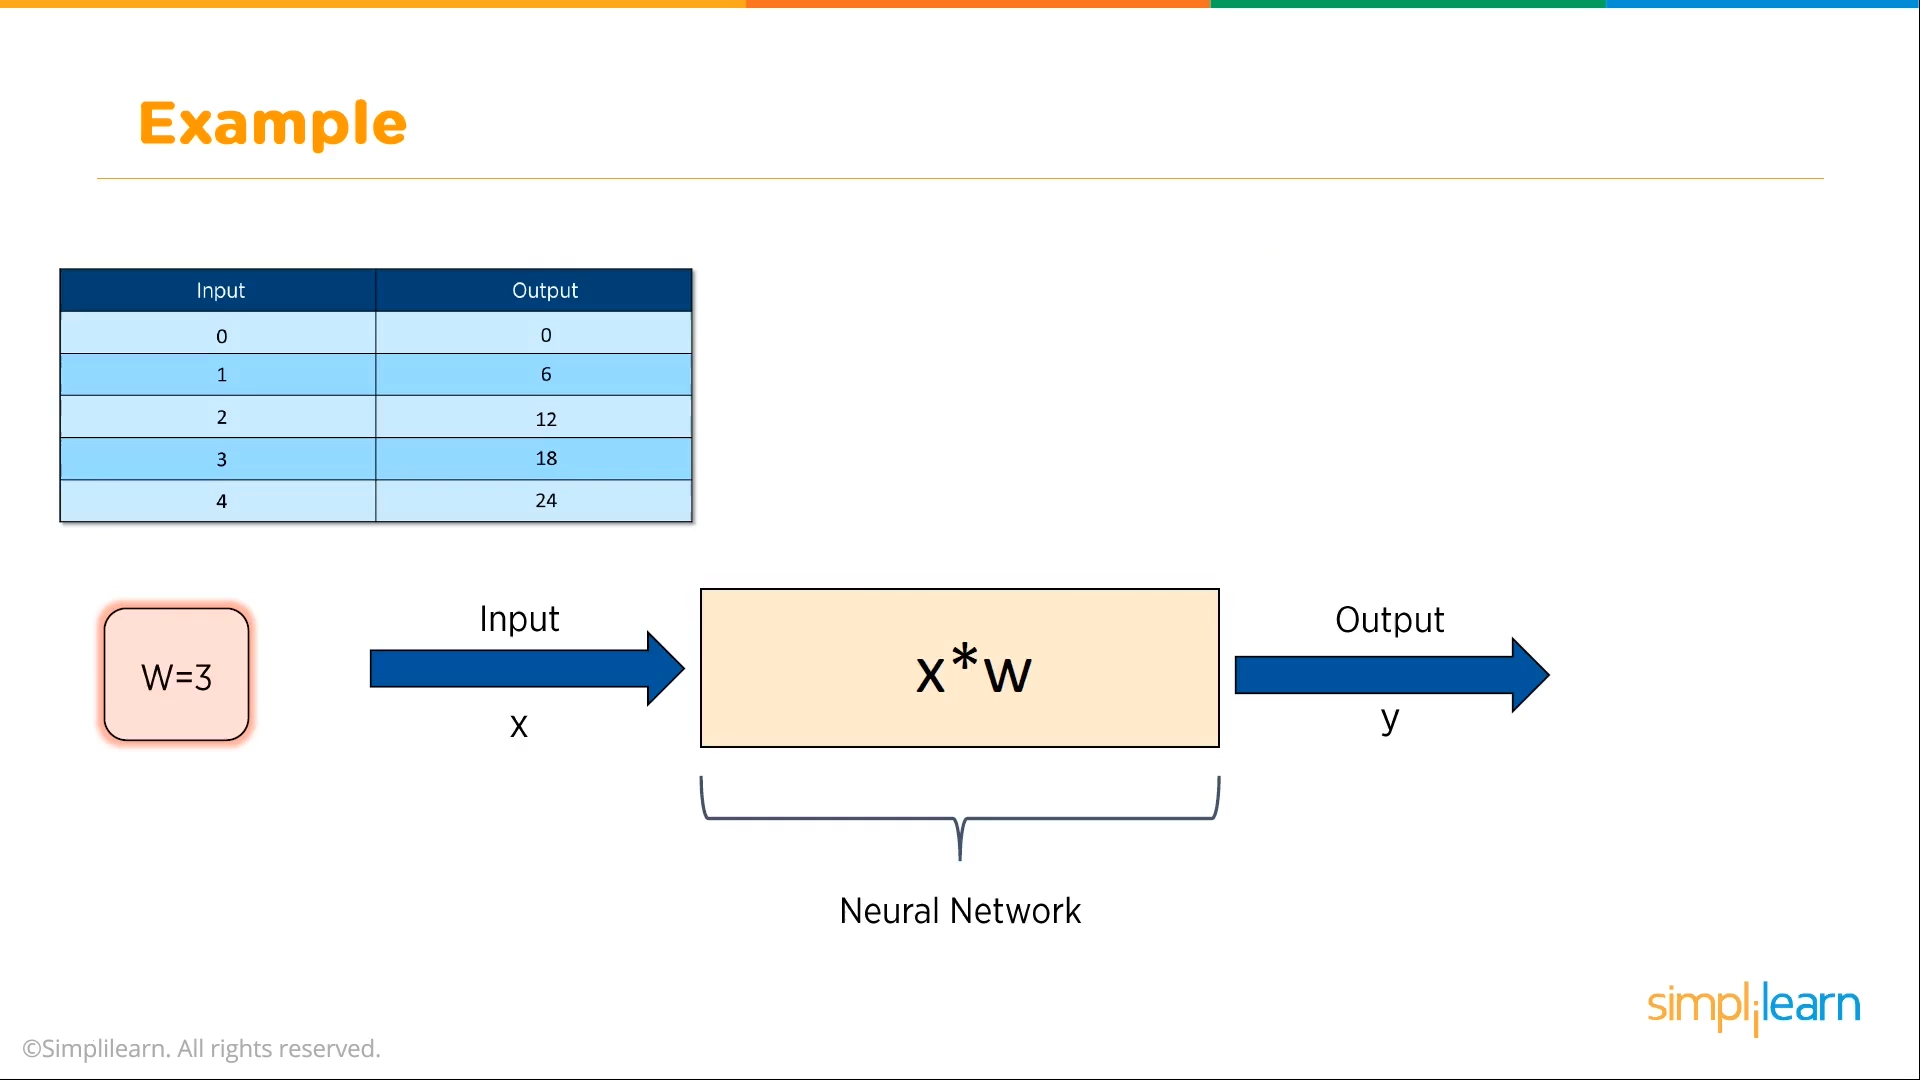 Example
Input Output
0 0
1 6
2 12
3 18
4 24
W=3
Input
x
x*w
Output
y
Neural Network
simplilearn
©Simplilearn. All rights reserved.